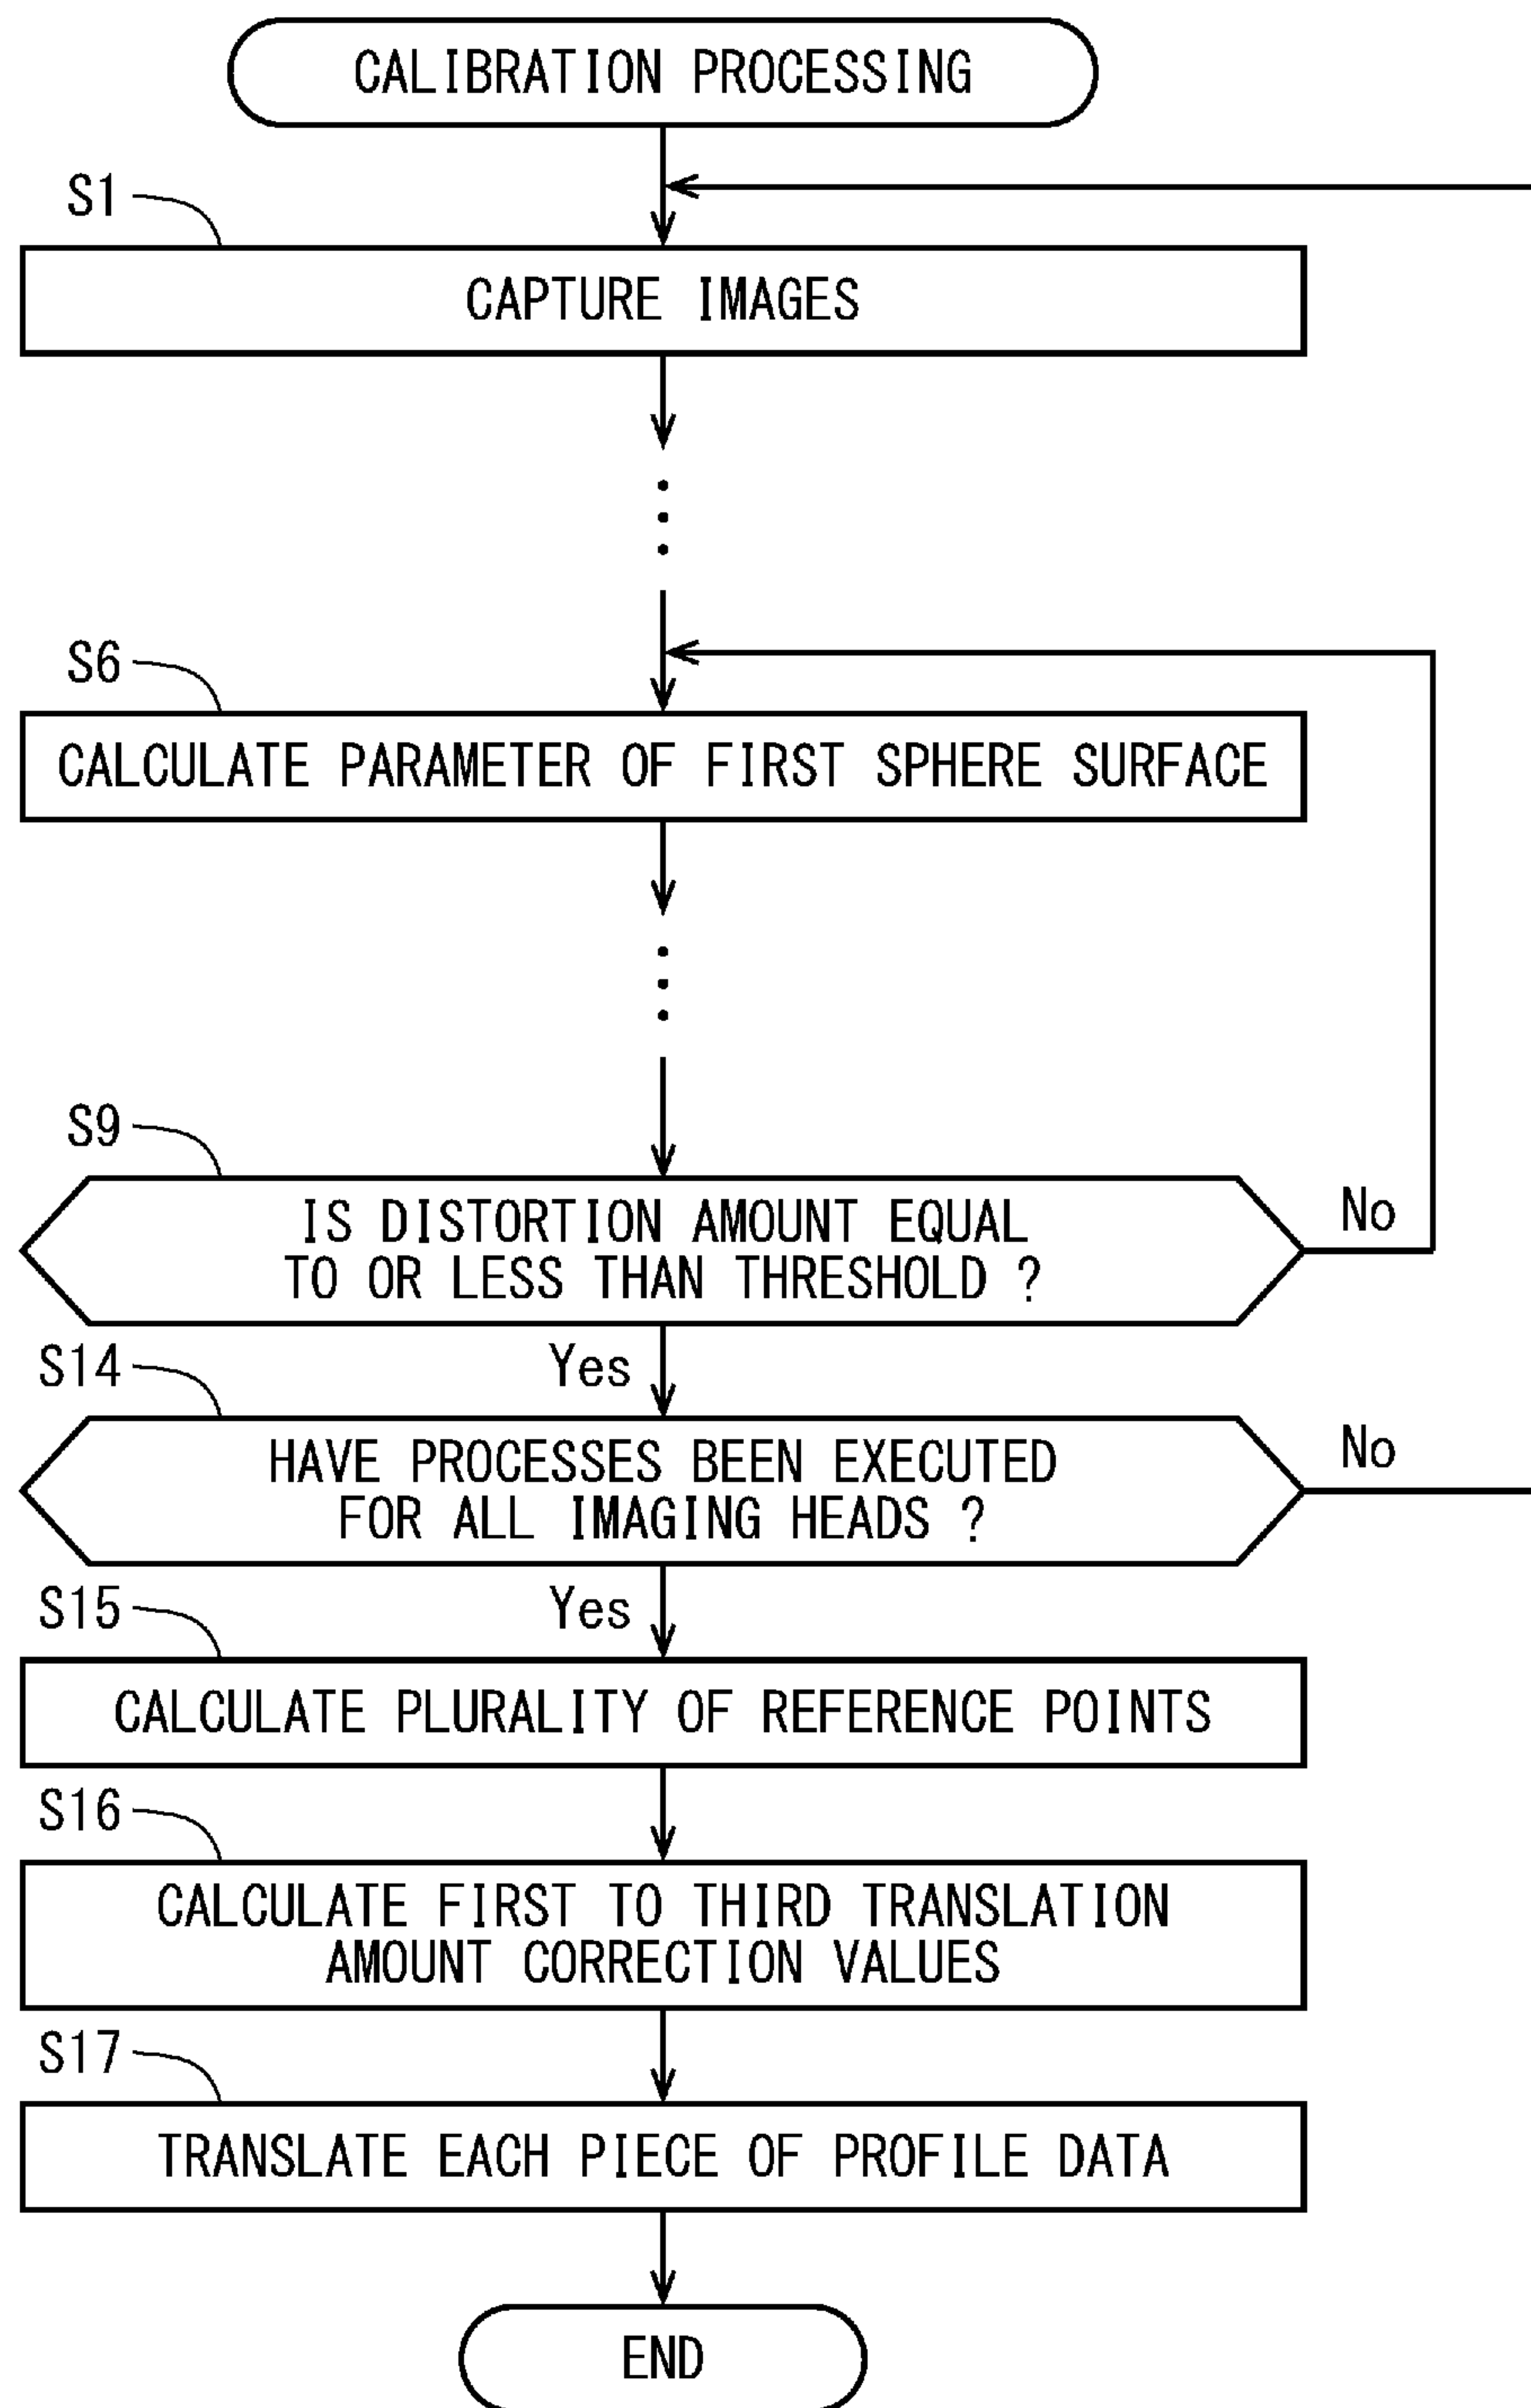 CALIBRATION PROCESSING
S1
CAPTURE IMAGES
S6
CALCULATE PARAMETER OF FIRST SPHERE SURFACE
S9
IS DISTORTION AMOUNT EQUAL
TO OR LESS THAN THRESHOLD ?
No
Yes
S14
HAVE PROCESSES BEEN EXECUTED
FOR ALL IMAGING HEADS ?
No
Yes
S15
CALCULATE PLURALITY OF REFERENCE POINTS
S16
CALCULATE FIRST TO THIRD TRANSLATION
AMOUNT CORRECTION VALUES
S17
TRANSLATE EACH PIECE OF PROFILE DATA
END